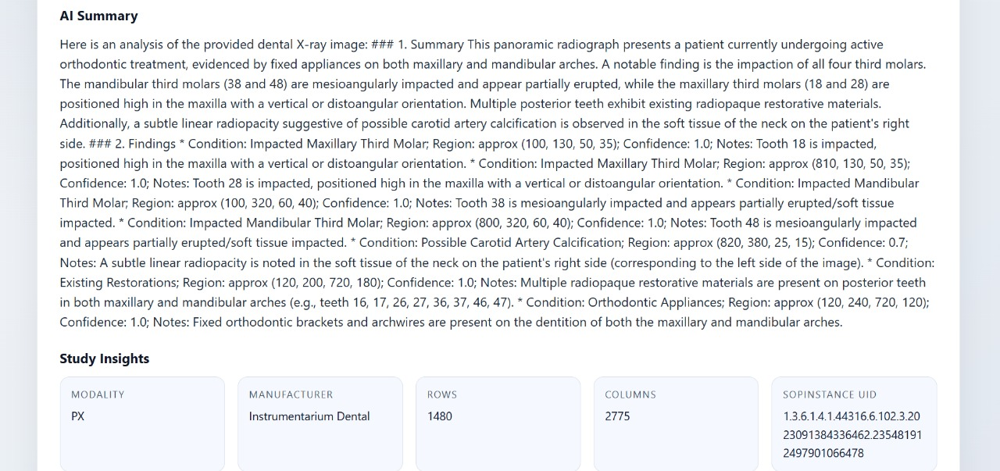 AI Summary
Here is an analysis of the provided dental X-ray image: ### 1. Summary This panoramic radiograph presents a patient currently undergoing active
orthodontic treatment, evidenced by fixed appliances on both maxillary and mandibular arches. A notable finding is the impaction of all four third molars.
The mandibular third molars (38 and 48) are mesioangularly impacted and appear partially erupted, while the maxillary third molars (18 and 28) are
positioned high in the maxilla with a vertical or distoangular orientation. Multiple posterior teeth exhibit existing radiopaque restorative materials.
Additionally, a subtle linear radiopacity suggestive of possible carotid artery calcification is observed in the soft tissue of the neck on the patient's right
side. ### 2. Findings * Condition: Impacted Maxillary Third Molar; Region: approx (100, 130, 50, 35); Confidence: 1.0; Notes: Tooth 18 is impacted,
positioned high in the maxilla with a vertical or distoangular orientation. * Condition: Impacted Maxillary Third Molar; Region: approx (810, 130, 50, 35);
Confidence: 1.0; Notes: Tooth 28 is impacted, positioned high in the maxilla with a vertical or distoangular orientation. * Condition: Impacted Mandibular
Third Molar; Region: approx (100, 320, 60, 40); Confidence: 1.0; Notes: Tooth 38 is mesioangularly impacted and appears partially erupted/soft tissue
impacted. * Condition: Impacted Mandibular Third Molar; Region: approx (800, 320, 60, 40); Confidence: 1.0; Notes: Tooth 48 is mesioangularly impacted
and appears partially erupted/soft tissue impacted. * Condition: Possible Carotid Artery Calcification; Region: approx (820, 380, 25, 15); Confidence: 0.7;
Notes: A subtle linear radiopacity is noted in the soft tissue of the neck on the patient's right side (corresponding to the left side of the image). * Condition:
Existing Restorations; Region: approx (120, 200, 720, 180); Confidence: 1.0; Notes: Multiple radiopaque restorative materials are present on posterior teeth
in both maxillary and mandibular arches (e.g., teeth 16, 17, 26, 27, 36, 37, 46, 47). * Condition: Orthodontic Appliances; Region: approx (120, 240, 720, 120);
Confidence: 1.0; Notes: Fixed orthodontic brackets and archwires are present on the dentition of both the maxillary and mandibular arches.
Study Insights
MODALITY
PX
MANUFACTURER
Instrumentarium Dental
ROWS
1480
COLUMNS
2775
SOPINSTANCE UID
1.3.6.1.4.1.44316.6.102.3.20
23091384336462.23548191
2497901066478